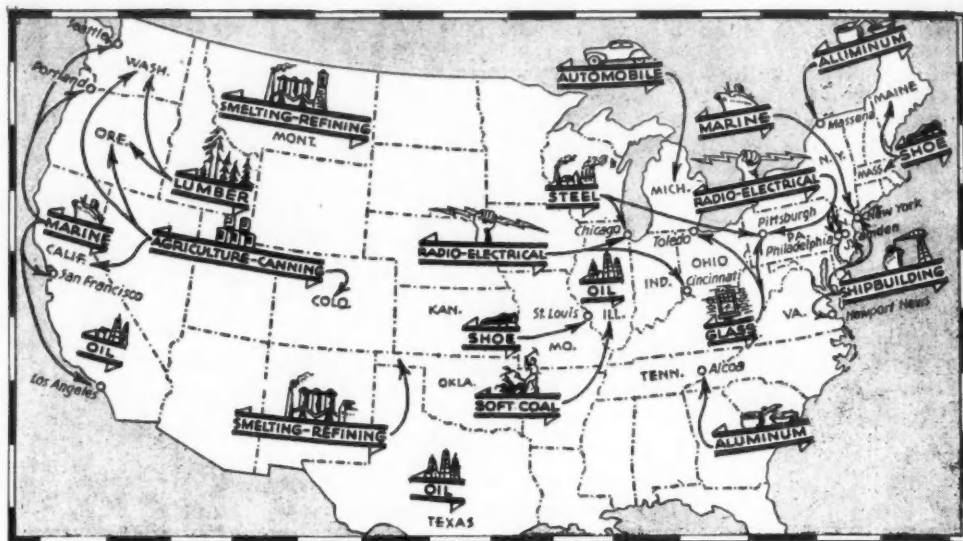 Seattle
WASH.
Portland
ORE.
SMELTING-REFINING
MONT.
LUMBER
MARINE
CALIF.
AGRICULTURE-CANNING
COLO.
San Francisco
OIL
Los Angeles
AUTOMOBILE
ALUMINUM
MARINE
Massena
MAINE
SHOE
MASS.
N.Y.
RADIO-ELECTRICAL
STEEL
MICH.
Chicago
Toledo
Pittsburgh
PA.
Philadelphia
New York
Camden
RADIO-ELECTRICAL
OHIO
Cincinnati
IND.
OIL
ILL.
SHIPBUILDING
VA.
Newport News
GLASS
KAN.
St. Louis
SHOE
MO.
OKLA.
SOFT COAL
TENN.
Alcoa
ALUMINUM
SMELTING-REFINING
OIL
TEXAS